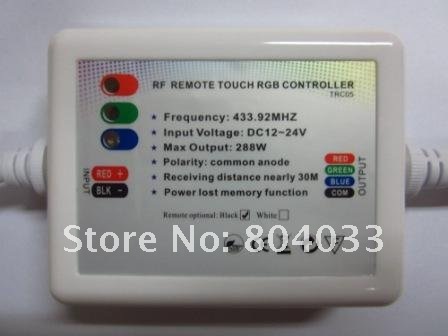 RF REMOTE TOUCH RGB CONTROLLER
TRC05
Frequency: 433.92MHZ
Input Voltage: DC12~24V
Max Output: 288W
Polarity: common anode
Receiving distance nearly 30M
Power lost memory function
INPUT
RED +
BLK -
RED
GREEN
BLUE
COM
OUTPUT
Remote optional: Black White
Store No: 804033